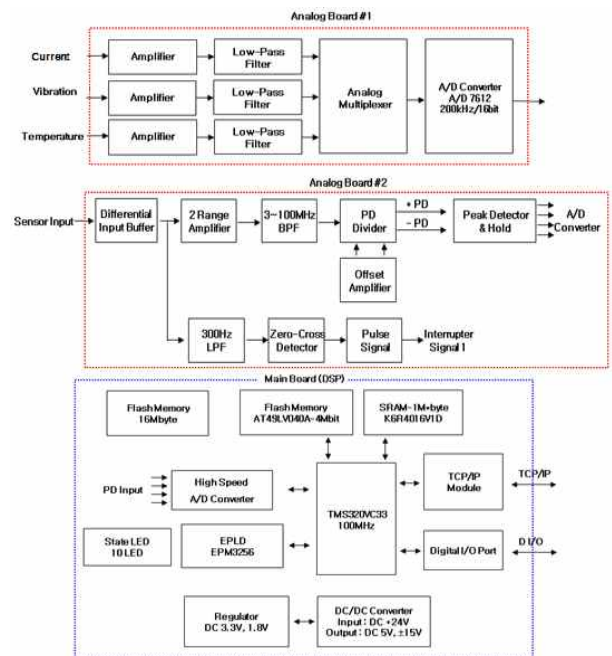 Analog Board #1
Current
Amplifier
Low-Pass
Filter
Vibration
Amplifier
Low-Pass
Filter
Temperature
Amplifier
Low-Pass
Filter
Analog
Multiplexer
A/D Converter
A/D 7612
200kHz/16bit
Analog Board #2
Sensor Input
Differential
Input Buffer
2 Range
Amplifier
3~100MHz
BPF
PD
Divider
+ PD
- PD
Peak Detector
& Hold
A/D
Converter
Offset
Amplifier
300Hz
LPF
Zero-Cross
Detector
Pulse
Signal
Interrupter
Signal 1
Main Board (DSP)
Flash Memory
16Mbyte
Flash Memory
AT49LV040A-4Mbit
SRAM-1M•byte
K6R4016V1D
PD Input
High Speed
A/D Converter
TMS320VC33
100MHz
TCP/IP
Module
TCP/IP
State LED
10 LED
EPLD
EPM3256
Digital I/O Port
D I/O
Regulator
DC 3.3V, 1.8V
DC/DC Converter
Input : DC +24V
Output : DC 5V, ±15V